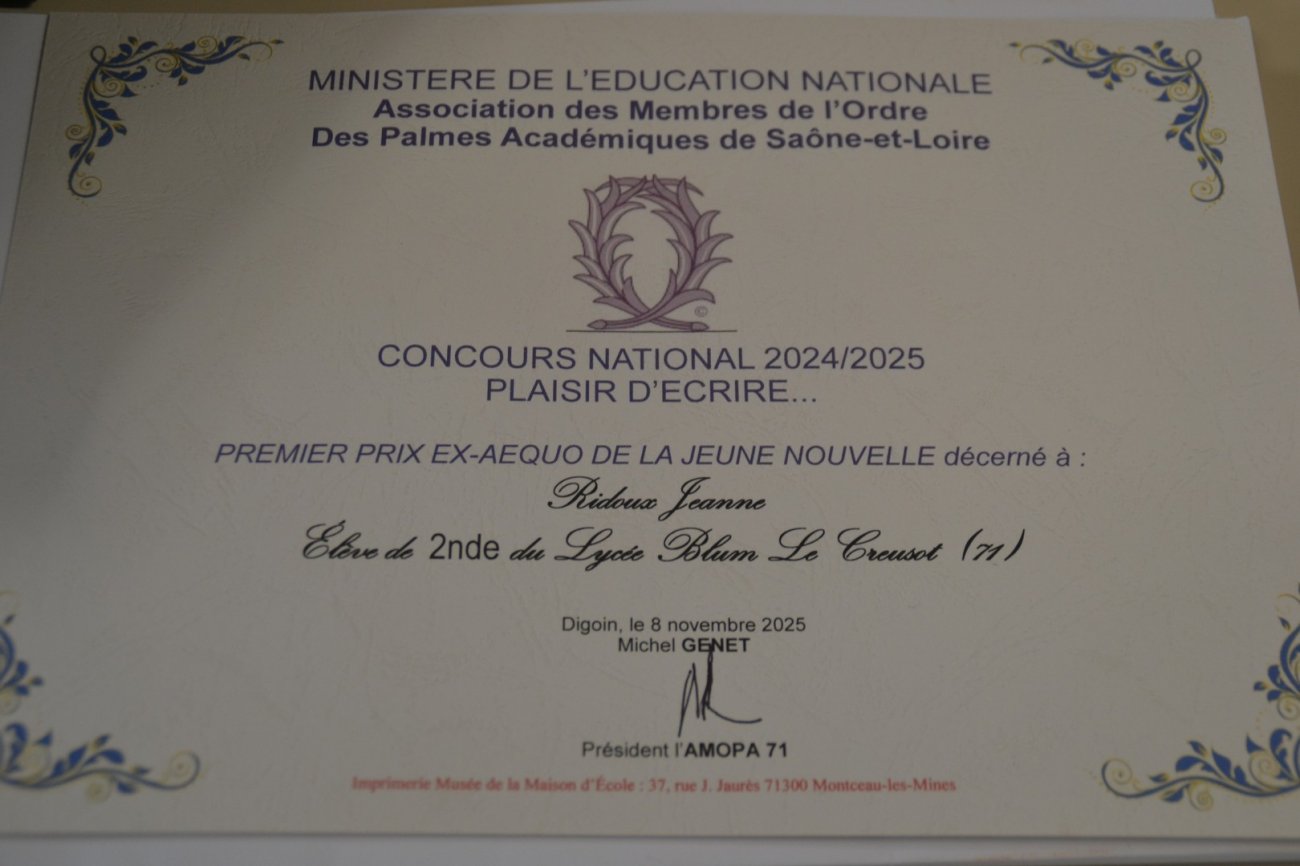 MINISTERE DE L'EDUCATION NATIONALE
Association des Membres de l'Ordre
Des Palmes Académiques de Saône-et-Loire
©
CONCOURS NATIONAL 2024/2025
PLAISIR D'ECRIRE...
PREMIER PRIX EX-AEQUO DE LA JEUNE NOUVELLE décerné à :
Ridoux Jeanne
Élève de 2nde du Lycée Blum Le Creusot (71)
Digoin, le 8 novembre 2025
Michel GENET
Président l'AMOPA 71
Imprimerie Musée de la Maison d'École : 37, rue J. Jaurès 71300 Montceau-les-Mines